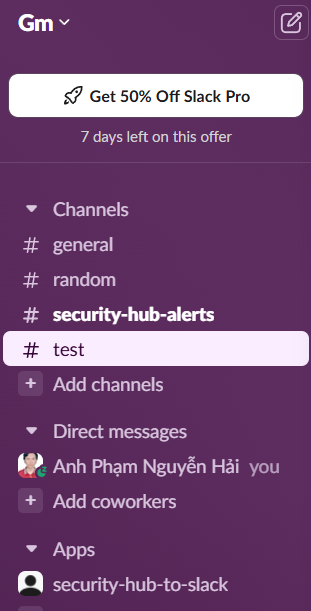 Gm
Get 50% Off Slack Pro
7 days left on this offer
Channels
# general
# random
# security-hub-alerts
# test
+ Add channels
Direct messages
Anh Phạm Nguyễn Hải you
+ Add coworkers
Apps
security-hub-to-slack